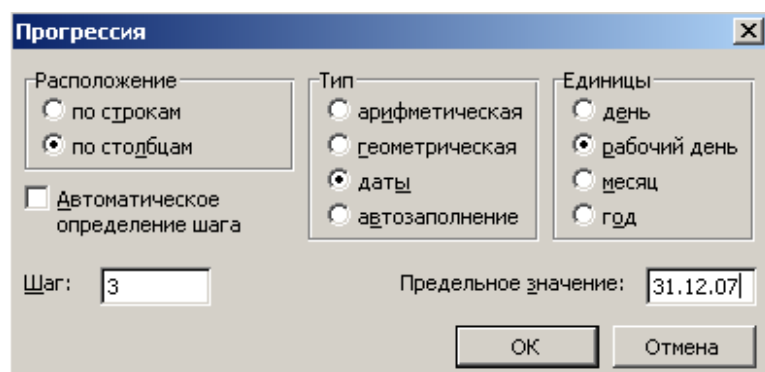 Прогрессия
Расположение
по строкам
по столбцам
Автоматическое
определение шага
Тип
арифметическая
геометрическая
даты
автозаполнение
Единицы
день
рабочий день
месяц
год
Шаг: 3
Предельное значение: 31.12.07
ОК
Отмена